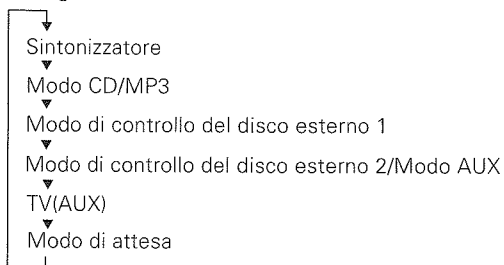 Sintonizzatore
Modo CD/MP3
Modo di controllo del disco esterno 1
Modo di controllo del disco esterno 2/Modo AUX
TV(AUX)
Modo di attesa